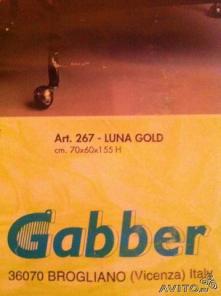 Art. 267 - LUNA GOLD
cm. 70x60x155 H
Gabber
36070 BROGLIANO (Vicenza) Italy
AVITO.ru